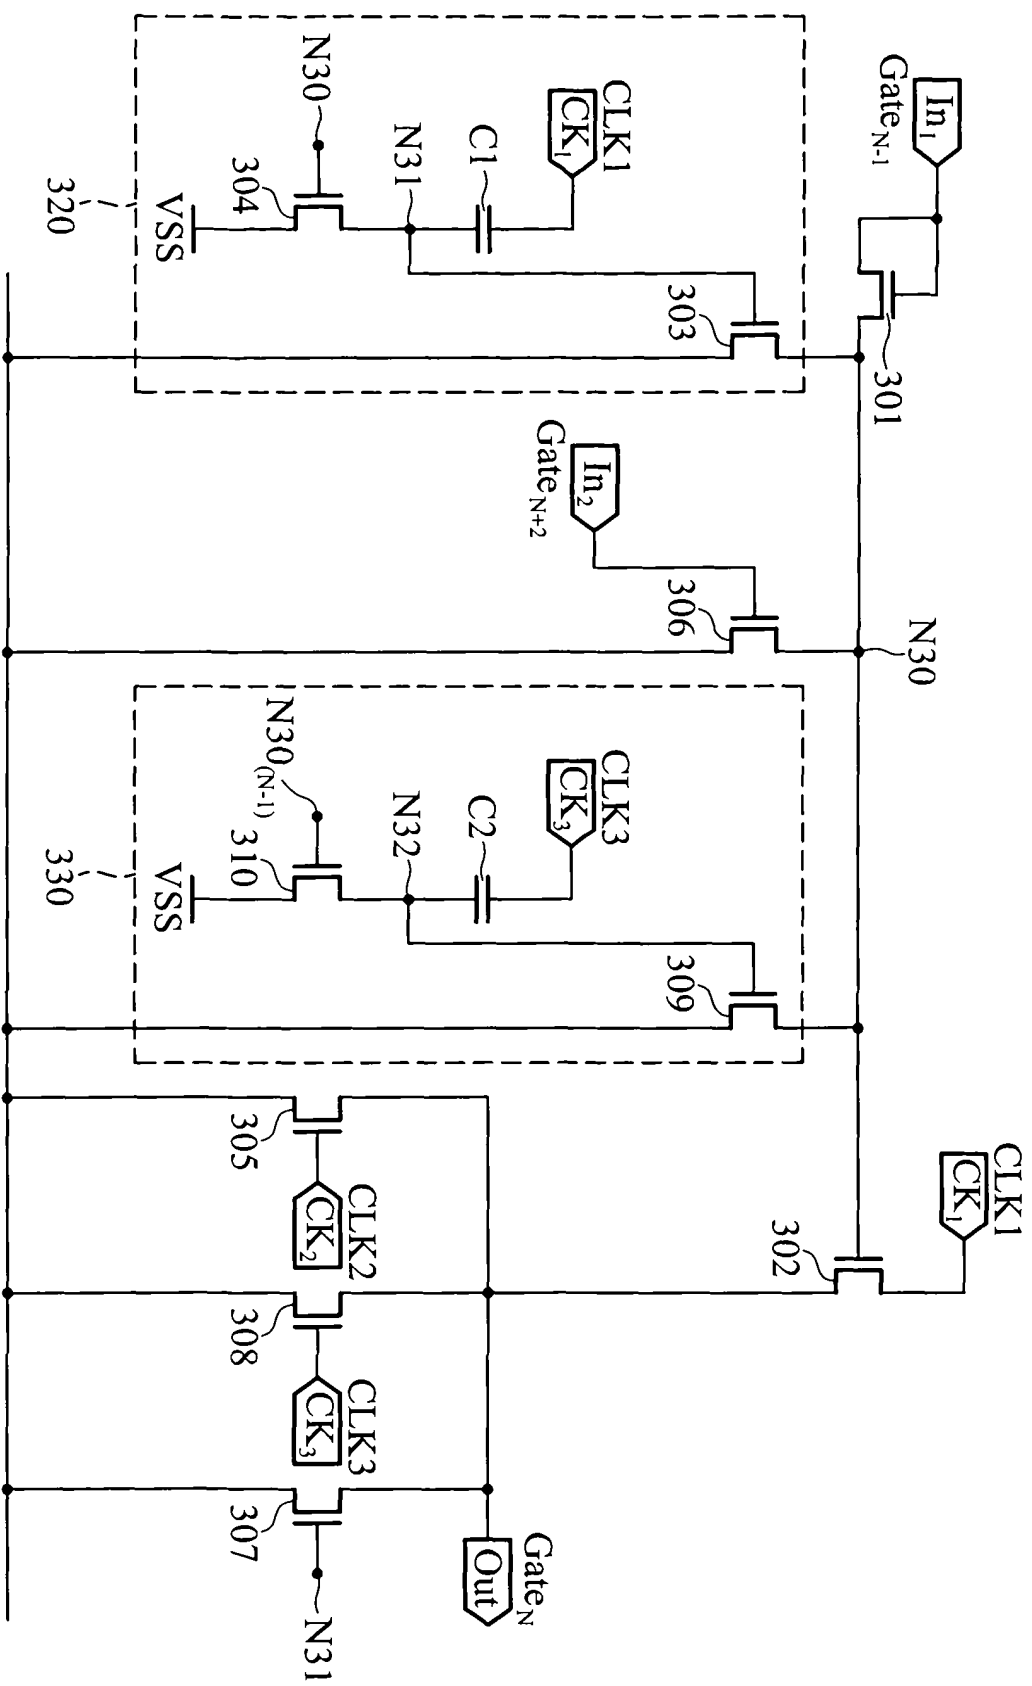 In1
GateN-1
301
N30
CLK1
CK1
302
CLK1
CK1
C1
N31
N30
304
VSS
303
320
In2
GateN+2
306
CLK3
CK3
C2
N32
N30(N-1)
310
VSS
309
330
305
CLK2
CK2
308
CLK3
CK3
307
N31
GateN
Out